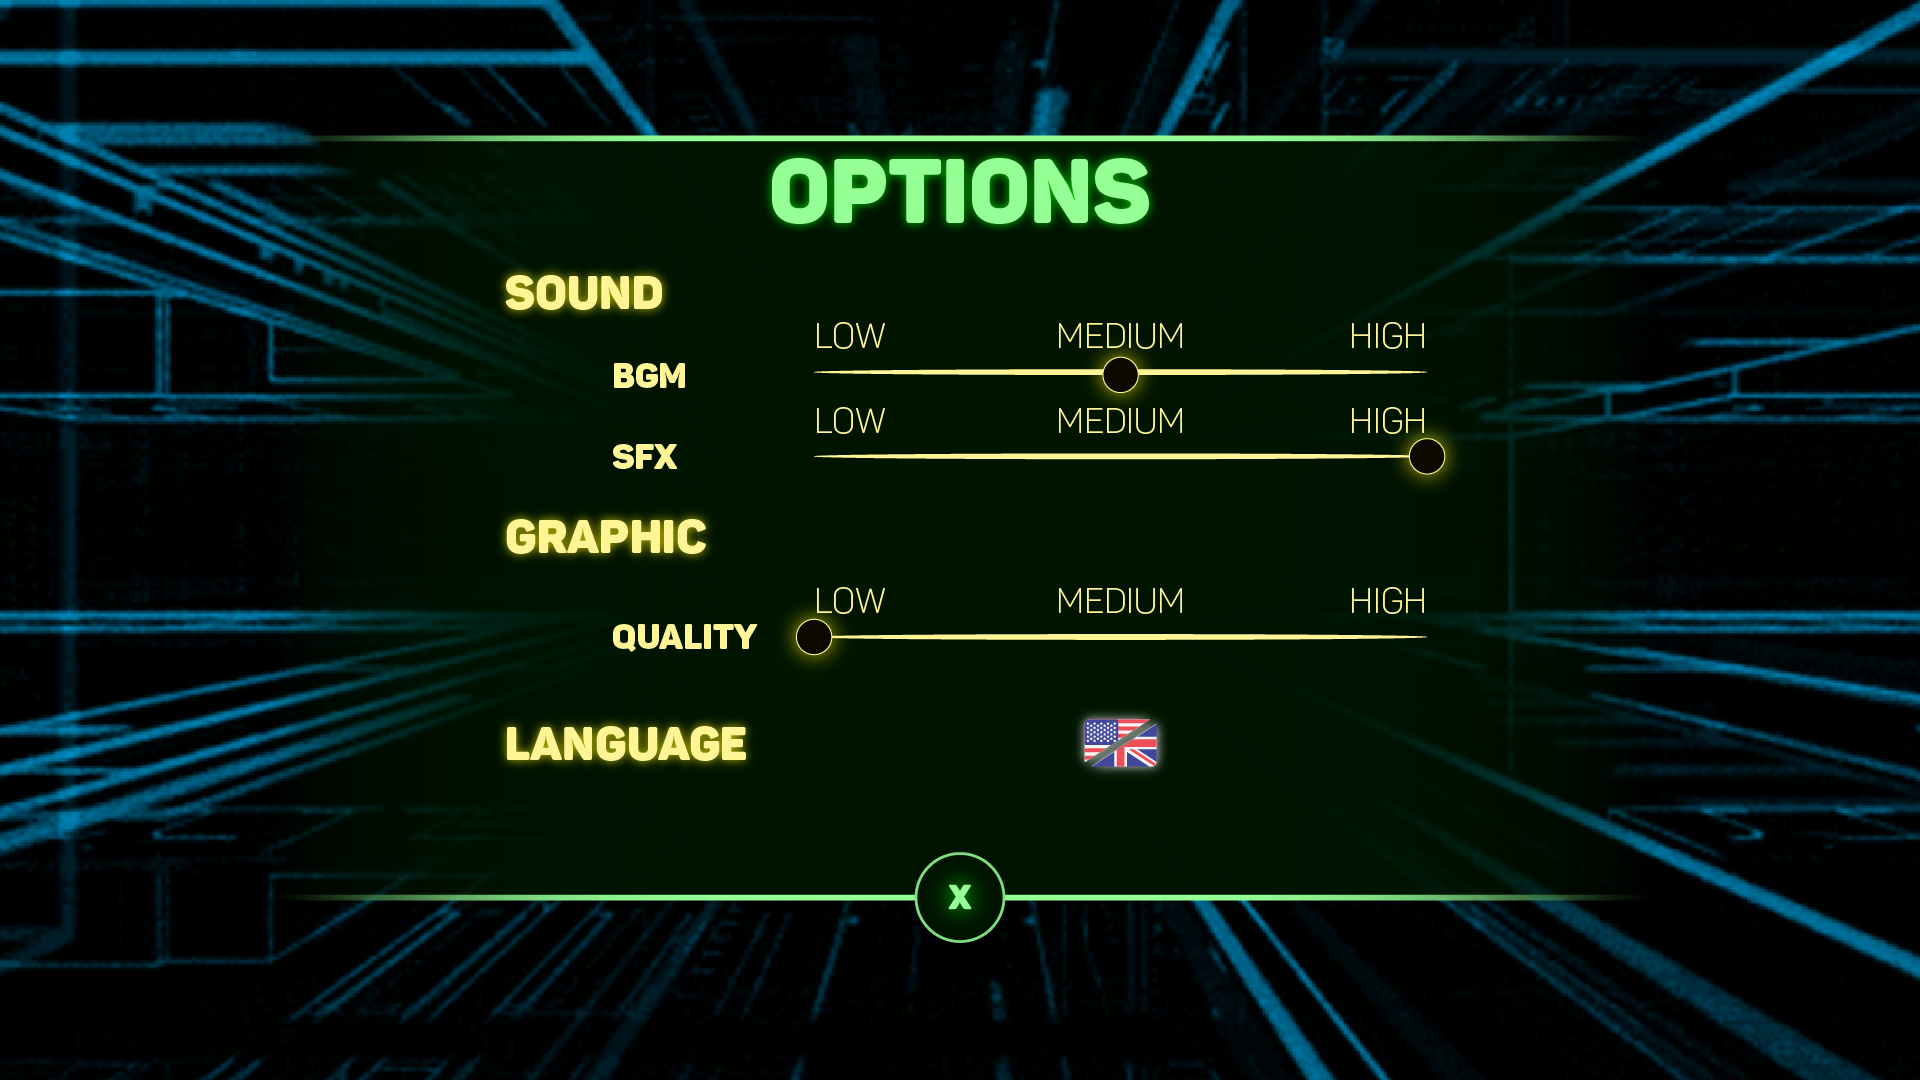 OPTIONS
SOUND
LOW MEDIUM HIGH
BGM
LOW MEDIUM HIGH
SFX
GRAPHIC
LOW MEDIUM HIGH
QUALITY
LANGUAGE
X